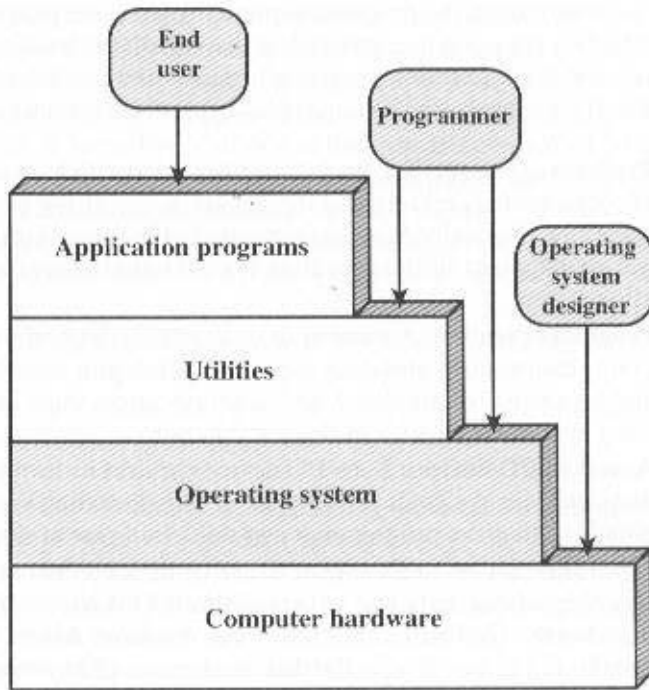 End
user
Programmer
Operating
system
designer
Application programs
Utilities
Operating system
Computer hardware